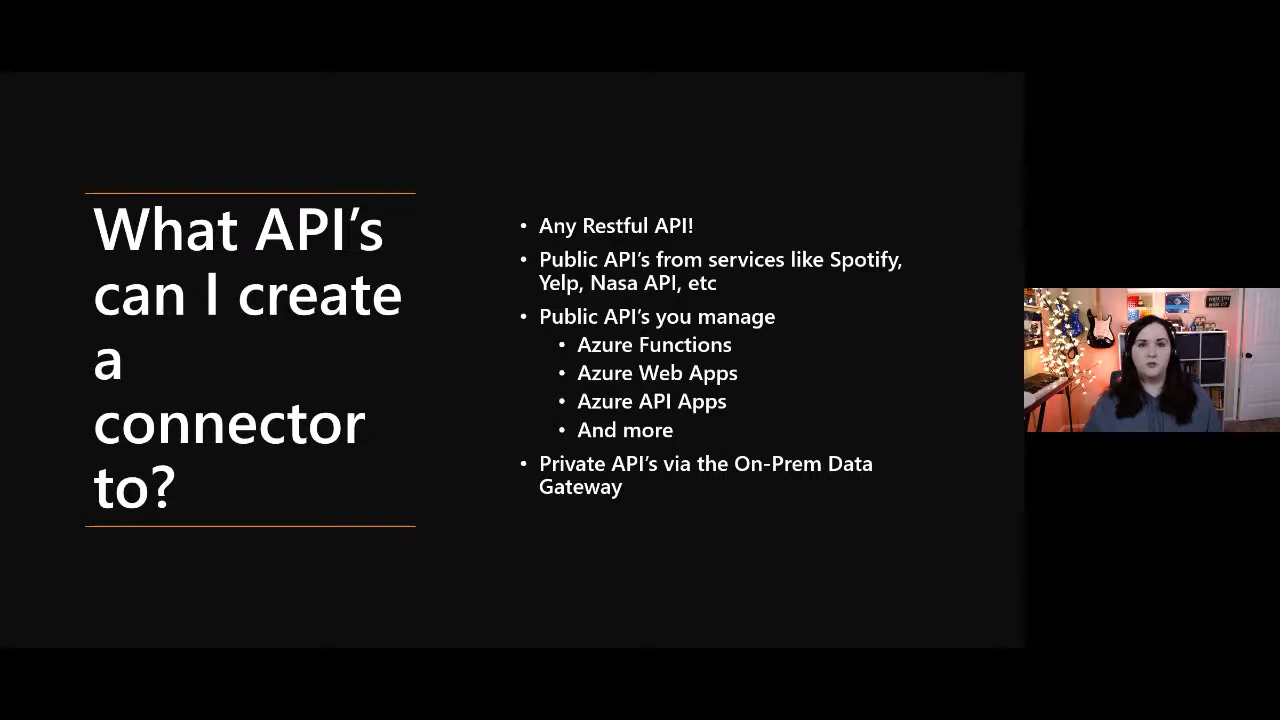 What API's
can I create
a
connector
to?
• Any Restful API!
• Public API's from services like Spotify,
Yelp, Nasa API, etc
• Public API's you manage
• Azure Functions
• Azure Web Apps
• Azure API Apps
• And more
• Private API's via the On-Prem Data
Gateway